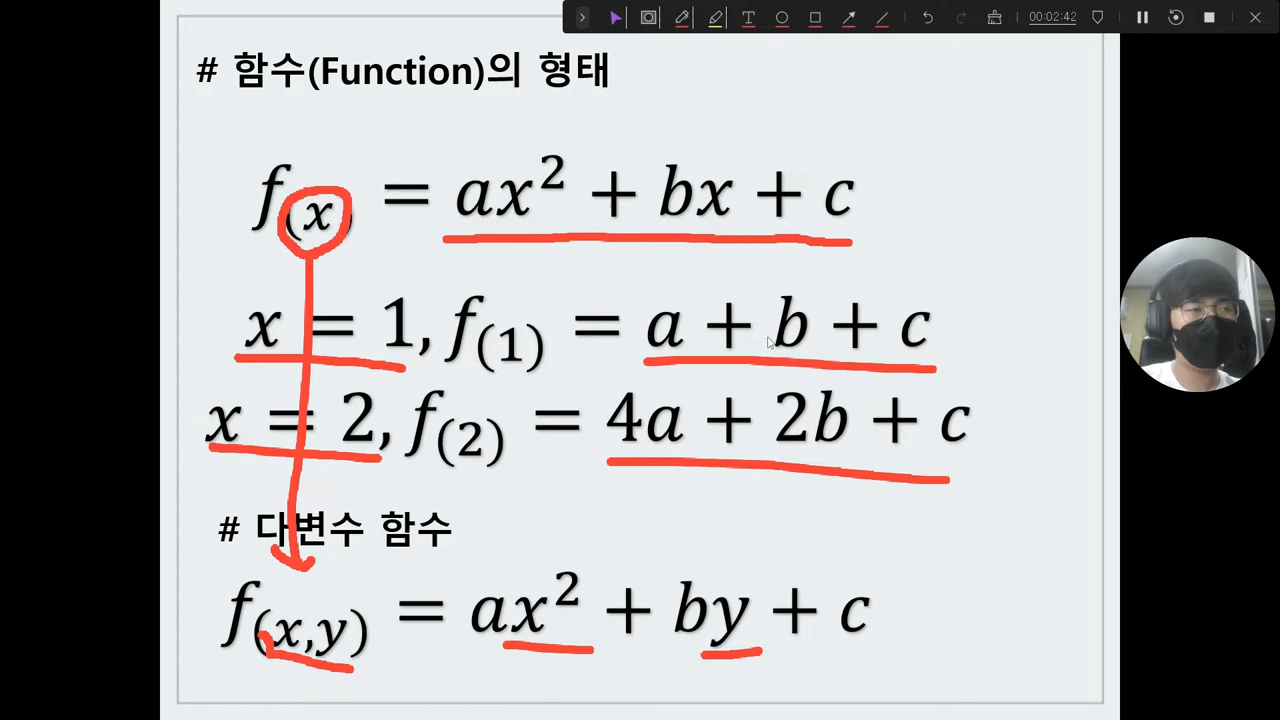 00:02:42
# 함수(Function)의 형태
f₍ₓ₎ = ax² + bx + c
x = 1, f₍₁₎ = a + b + c
x = 2, f₍₂₎ = 4a + 2b + c
# 다변수 함수
f(x,y) = ax² + by + c